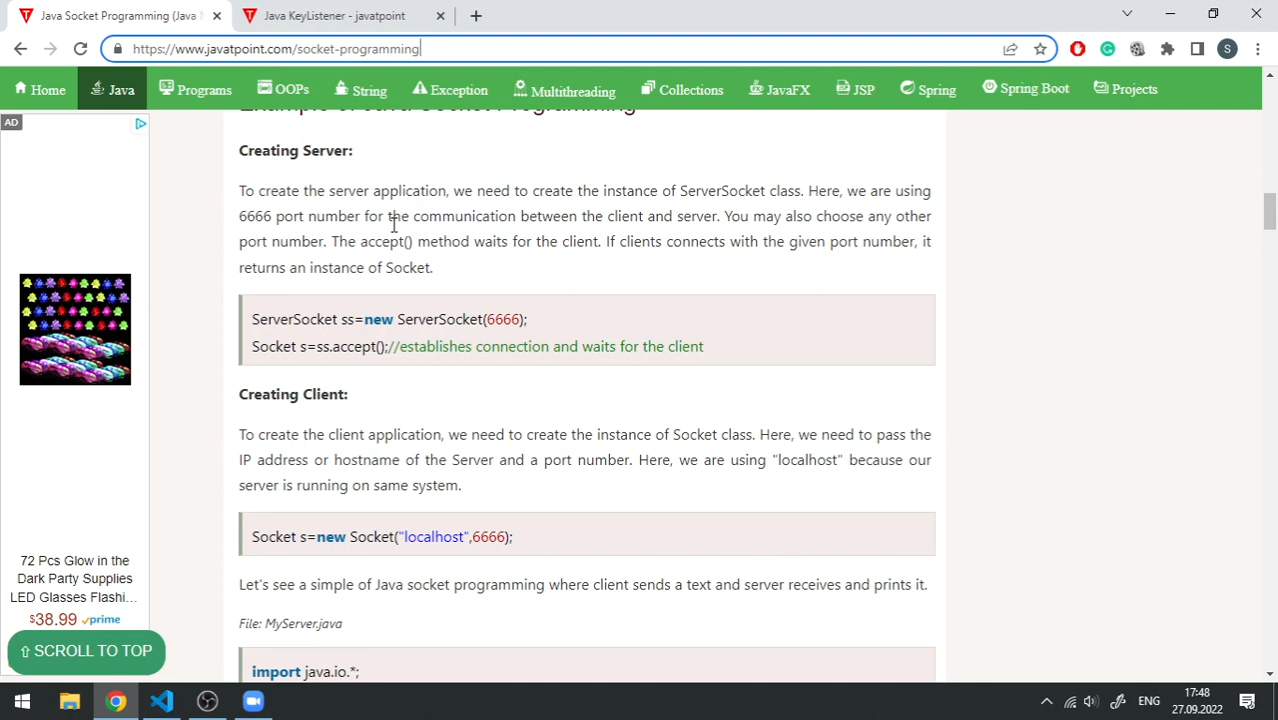 Java Socket Programming (Java
Java KeyListener - javatpoint
https://www.javatpoint.com/socket-programming
S
Home
Java
Programs
OOPs
String
Exception
Multithreading
Collections
JavaFX
JSP
Spring
Spring Boot
Projects
AD
Example of Java Socket Programming
Creating Server:
To create the server application, we need to create the instance of ServerSocket class. Here, we are using
6666 port number for the communication between the client and server. You may also choose any other
port number. The accept() method waits for the client. If clients connects with the given port number, it
returns an instance of Socket.
ServerSocket ss=new ServerSocket(6666);
Socket s=ss.accept();//establishes connection and waits for the client
Creating Client:
To create the client application, we need to create the instance of Socket class. Here, we need to pass the
IP address or hostname of the Server and a port number. Here, we are using "localhost" because our
server is running on same system.
Socket s=new Socket("localhost",6666);
Let's see a simple of Java socket programming where client sends a text and server receives and prints it.
File: MyServer.java
import java.io.*;
72 Pcs Glow in the
Dark Party Supplies
LED Glasses Flashi...
$38.99 prime
⇧ SCROLL TO TOP
ENG
17:48
27.09.2022